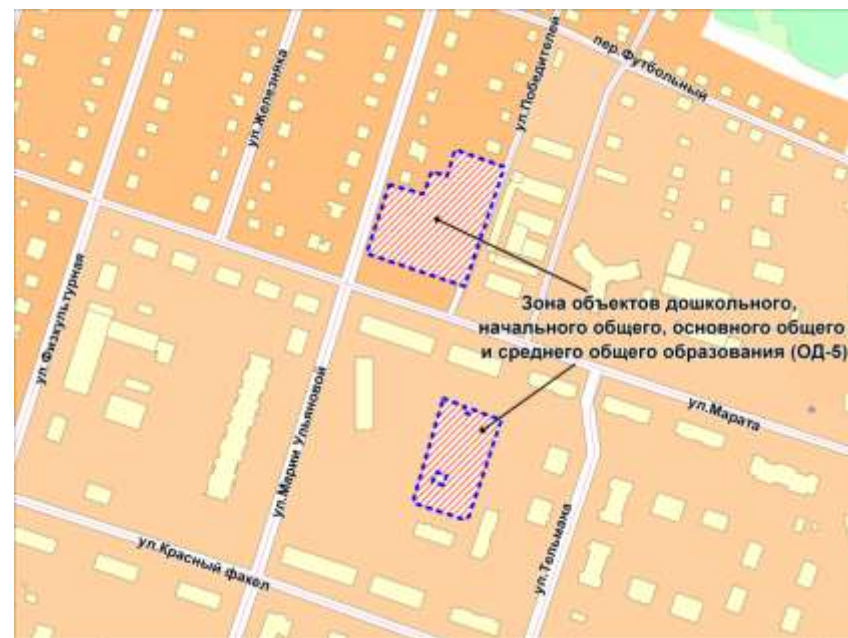 пер.Футбольный
ул.Победителей
ул.Железняка
ул.Физкультурная
Зона объектов дошкольного,
начального общего, основного общего
и среднего общего образования (ОД-5)
ул.Марата
ул.Марии Ульяновой
ул.Тельмана
ул.Красный факел